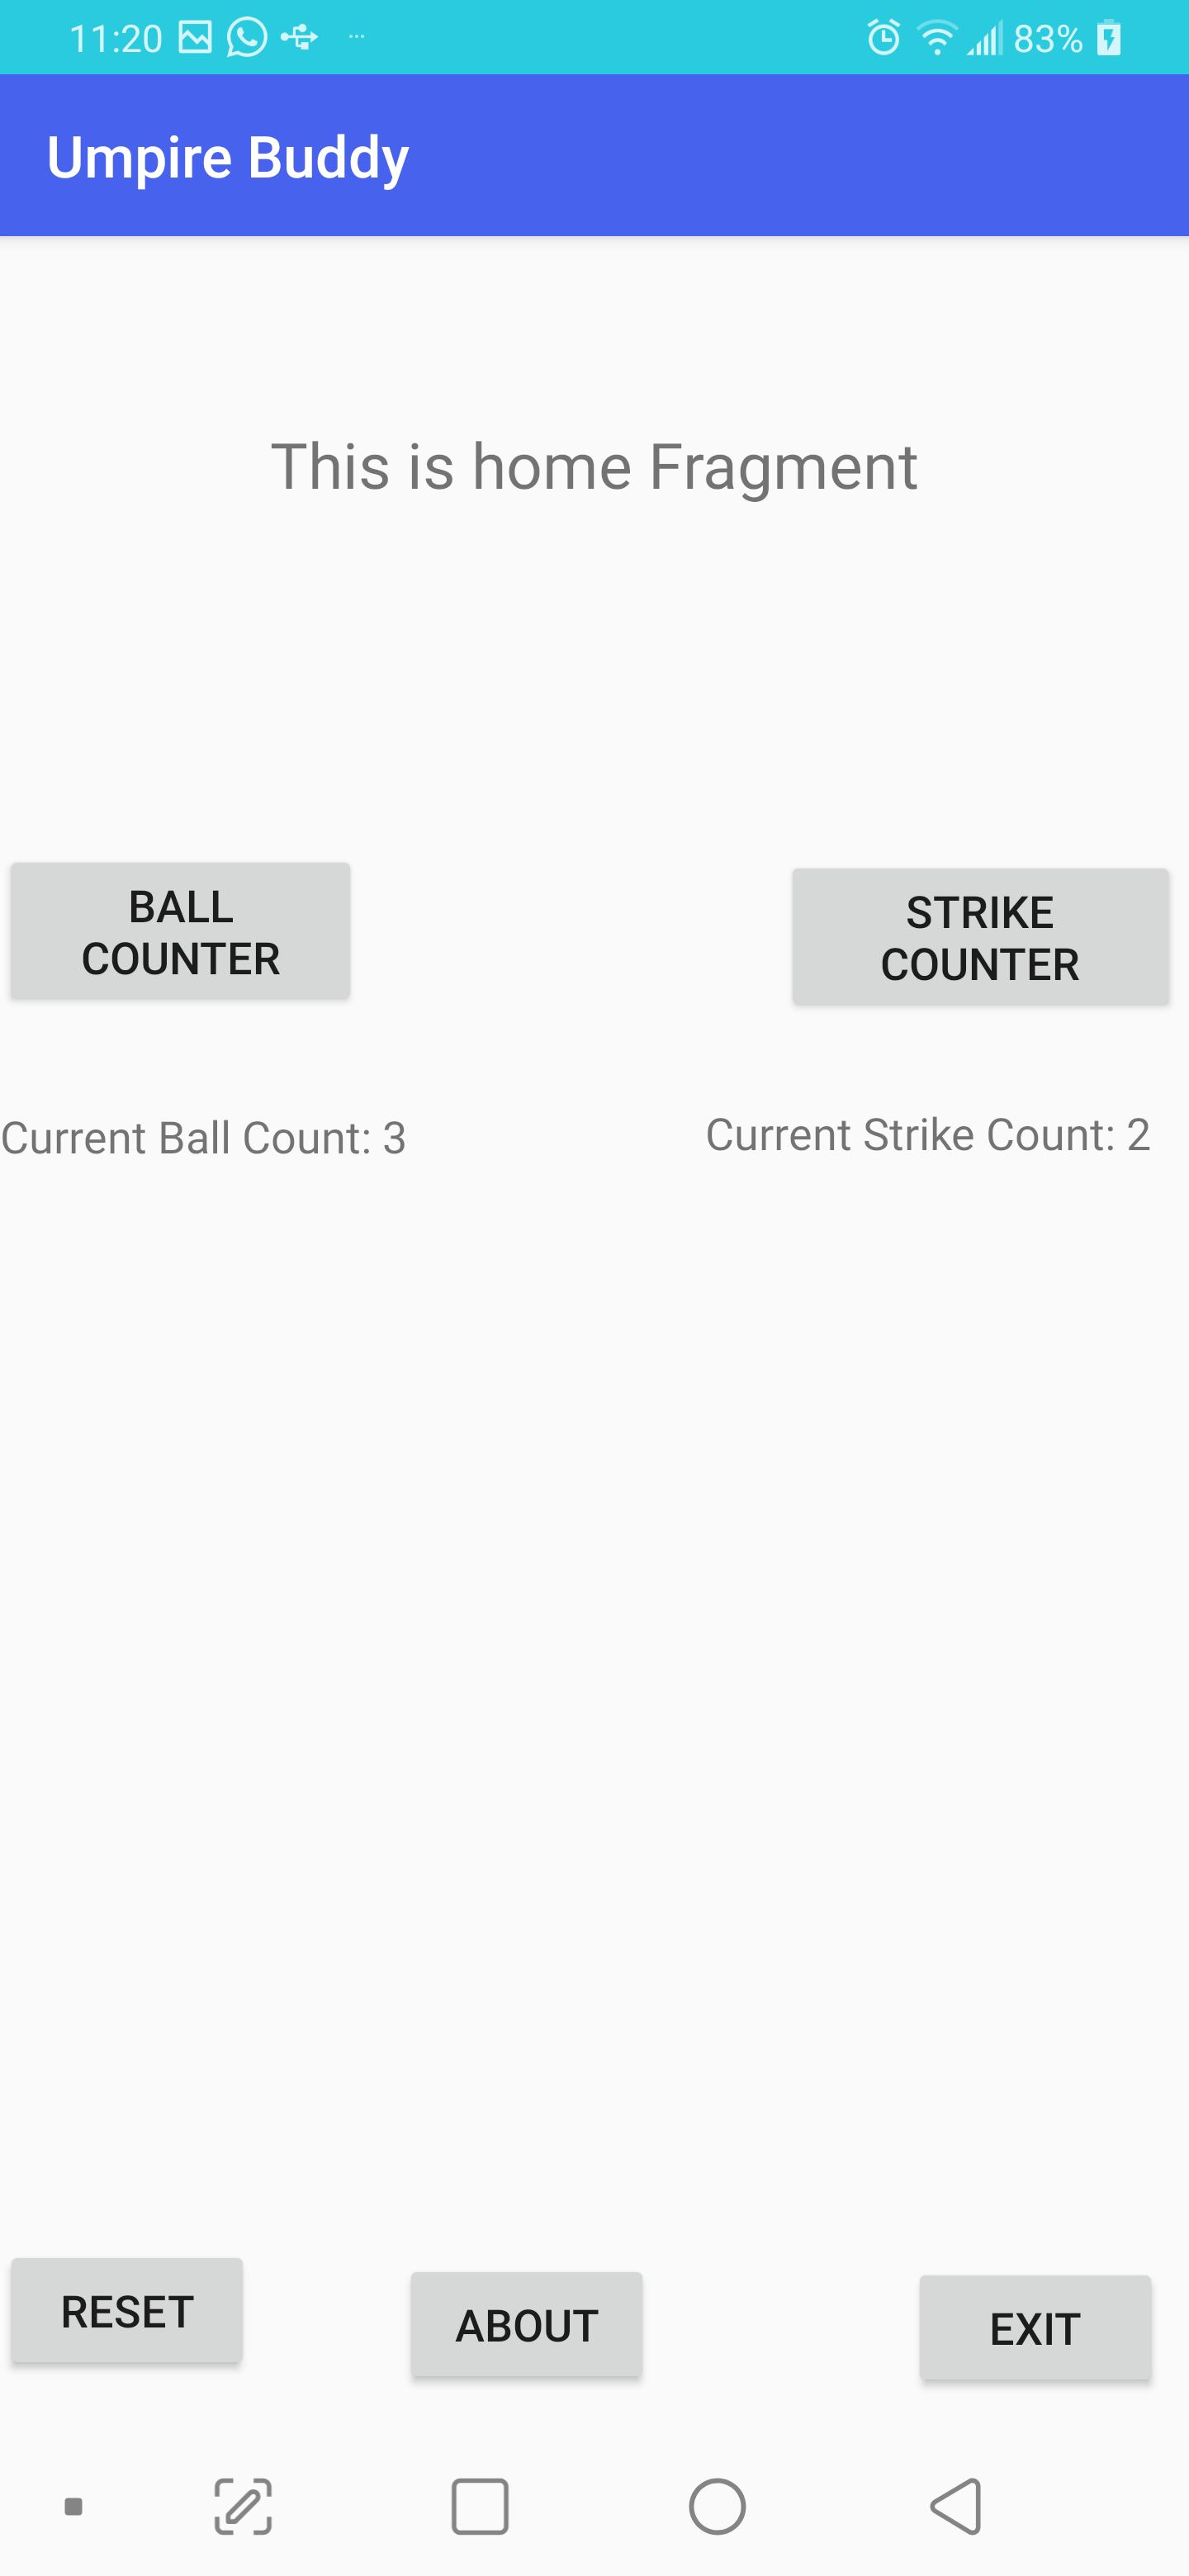 11:20
83%
Umpire Buddy
This is home Fragment
BALL
COUNTER
STRIKE
COUNTER
Current Ball Count: 3
Current Strike Count: 2
RESET
ABOUT
EXIT